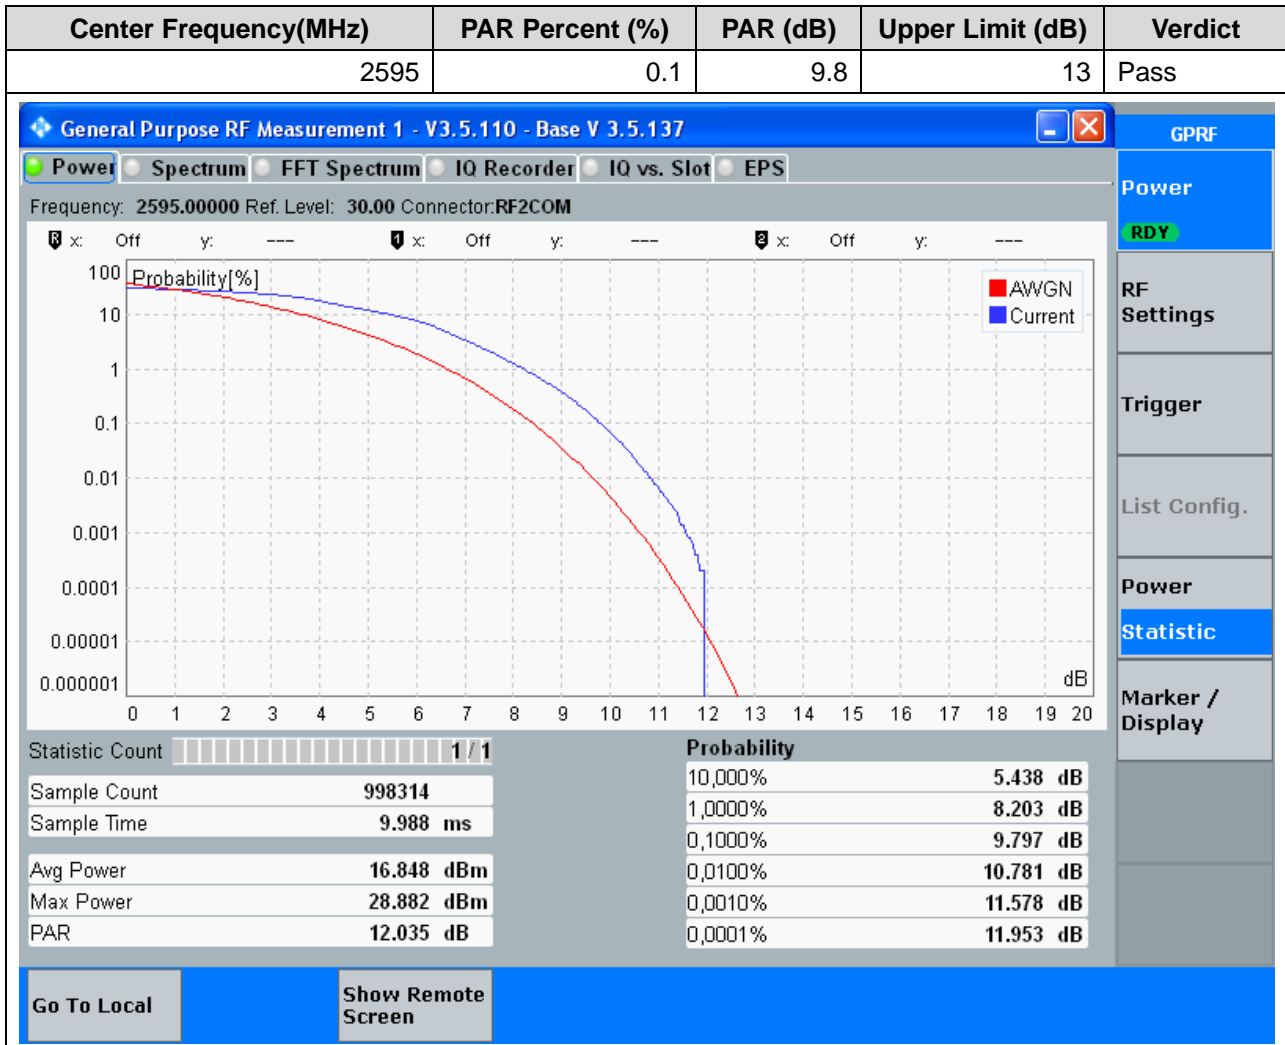 Center Frequency(MHz) PAR Percent (%) PAR (dB) Upper Limit (dB) Verdict
2595 0.1 9.8 13 Pass
General Purpose RF Measurement 1 - V3.5.110 - Base V 3.5.137
GPRF
Power Spectrum FFT Spectrum IQ Recorder IQ vs. Slot EPS
Power
RDY
Frequency: 2595.00000 Ref. Level: 30.00 Connector:RF2COM
R x: Off y: --- 1 x: Off y: --- 2 x: Off y: ---
Probability[%]
100
10
1
0.1
0.01
0.001
0.0001
0.00001
0.000001
AWGN
Current
dB
0 1 2 3 4 5 6 7 8 9 10 11 12 13 14 15 16 17 18 19 20
RF
Settings
Trigger
List Config.
Power
Statistic
Marker /
Display
Statistic Count 1 / 1
Sample Count 998314
Sample Time 9.988 ms
Avg Power 16.848 dBm
Max Power 28.882 dBm
PAR 12.035 dB
Probability
10,000% 5.438 dB
1,0000% 8.203 dB
0,1000% 9.797 dB
0,0100% 10.781 dB
0,0010% 11.578 dB
0,0001% 11.953 dB
Go To Local
Show Remote
Screen